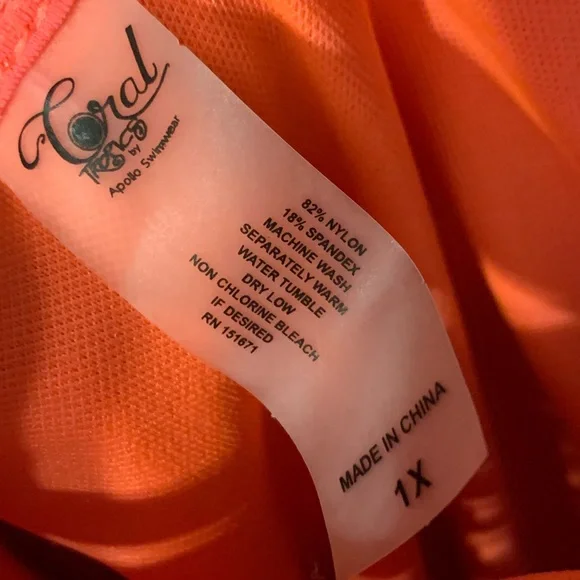 Coral
Trends
by
Apollo Swimwear
82% NYLON
18% SPANDEX
MACHINE WASH
SEPARATELY WARM
WATER TUMBLE
DRY LOW
NON CHLORINE BLEACH
IF DESIRED
RN 151671
MADE IN CHINA
1X